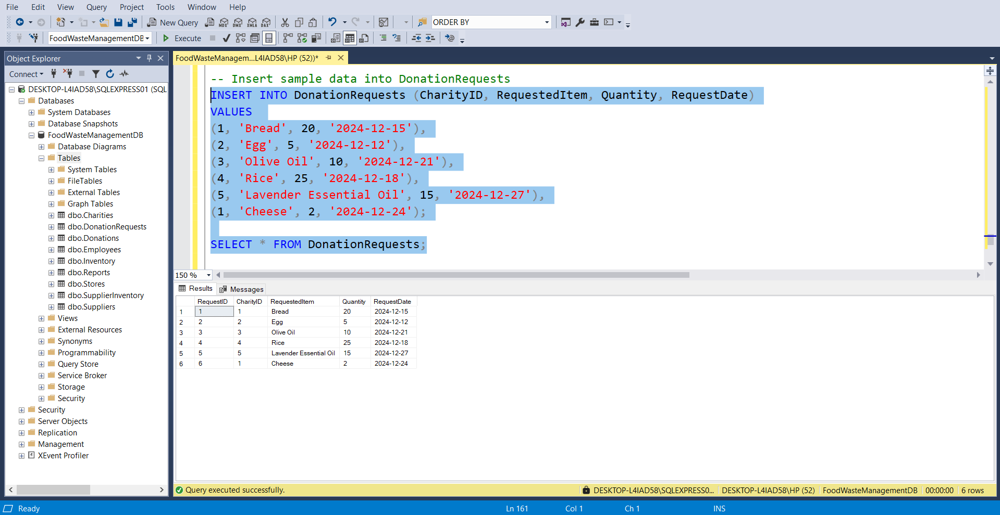 File Edit View Query Project Tools Window Help
New Query MDX DMX XMLA DAX ORDER BY
FoodWasteManagementDB Execute
Object Explorer
Connect
DESKTOP-L4IAD58\SQLEXPRESS01 (SQL
Databases
System Databases
Database Snapshots
FoodWasteManagementDB
Database Diagrams
Tables
System Tables
FileTables
External Tables
Graph Tables
dbo.Charities
dbo.DonationRequests
dbo.Donations
dbo.Employees
dbo.Inventory
dbo.Reports
dbo.Stores
dbo.SupplierInventory
dbo.Suppliers
Views
External Resources
Synonyms
Programmability
Query Store
Service Broker
Storage
Security
Security
Server Objects
Replication
Management
XEvent Profiler
FoodWasteManagem...L4IAD58\HP (52))*
-- Insert sample data into DonationRequests
INSERT INTO DonationRequests (CharityID, RequestedItem, Quantity, RequestDate)
VALUES
(1, 'Bread', 20, '2024-12-15'),
(2, 'Egg', 5, '2024-12-12'),
(3, 'Olive Oil', 10, '2024-12-21'),
(4, 'Rice', 25, '2024-12-18'),
(5, 'Lavender Essential Oil', 15, '2024-12-27'),
(1, 'Cheese', 2, '2024-12-24');
SELECT * FROM DonationRequests;
150 %
Results Messages
RequestID CharityID RequestedItem Quantity RequestDate
1 1 1 Bread 20 2024-12-15
2 2 2 Egg 5 2024-12-12
3 3 3 Olive Oil 10 2024-12-21
4 4 4 Rice 25 2024-12-18
5 5 5 Lavender Essential Oil 15 2024-12-27
6 6 1 Cheese 2 2024-12-24
Query executed successfully. DESKTOP-L4IAD58\SQLEXPRESS0... DESKTOP-L4IAD58\HP (52) FoodWasteManagementDB 00:00:00 6 rows
Ready Ln 161 Col 1 Ch 1 INS